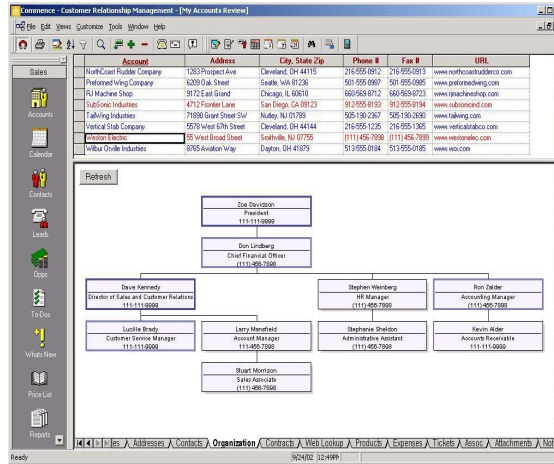 Commence - Customer Relationship Management - [My Accounts Review]
File Edit Views Customize Tools Window Help
Sales
Accounts
Calendar
Contacts
Leads
Opps
To-Dos
Whats New
Price List
Reports
Account Address City, State Zip Phone # Fax # URL
NorthCoast Rudder Company 1283 Prospect Ave Cleveland, OH 44115 216-555-0912 216-555-0913 www.northcoastrudderco.com
Preformed Wing Company 6209 Oak Street Seatle, WA 81236 501-555-0987 501-555-0985 www.preformedwing.com
RJ Machine Shop 9172 East Grand Chicago, IL 60610 660-569-8712 660-569-8723 www.rjmachineshop.com
SubSonic Industries 4712 Frontier Lane San Diego, CA 09123 912-555-8193 912-555-8194 www.subsonicind.com
TailWing Industries 71890 Grant Street SW Nutley, NJ 01789 505-190-2367 505-190-2690 www.tailwing.com
Vertical Stab Company 5578 West 67th Street Cleveland, OH 44144 216-555-1235 216-555-1365 www.verticalstabco.com
Weston Electric 55 West Broad Street Smithville, NJ 07755 (111) 456-7898 (111) 456-7899 www.westonelec.com
Wilbur Orville Industries 8765 Aviation Way Dayton, OH 41879 513-555-0184 513-555-0185 www.woi.com
Refresh
Zoe Davidson
President
111-111-9999
Don Lindberg
Chief Financial Officer
(111) 456-7898
Dave Kennedy
Director of Sales and Customer Relations
111-111-9999
Stephen Weinberg
HR Manager
(111) 456-7898
Ron Zalder
Accounting Manager
(111) 456-7898
Lucille Brady
Customer Service Manager
111-111-9999
Larry Mansfield
Account Manager
111-456-7898
Stephanie Sheldon
Administrative Assistant
(111) 456-7898
Kevin Alder
Accounts Receivable
111-111-9999
Stuart Morrison
Sales Associate
(111) 456-7898
les Addresses Contacts Organization Contracts Web Lookup Products Expenses Tickets Assoc Attachments Not
Ready 9/24/02 12:49PM